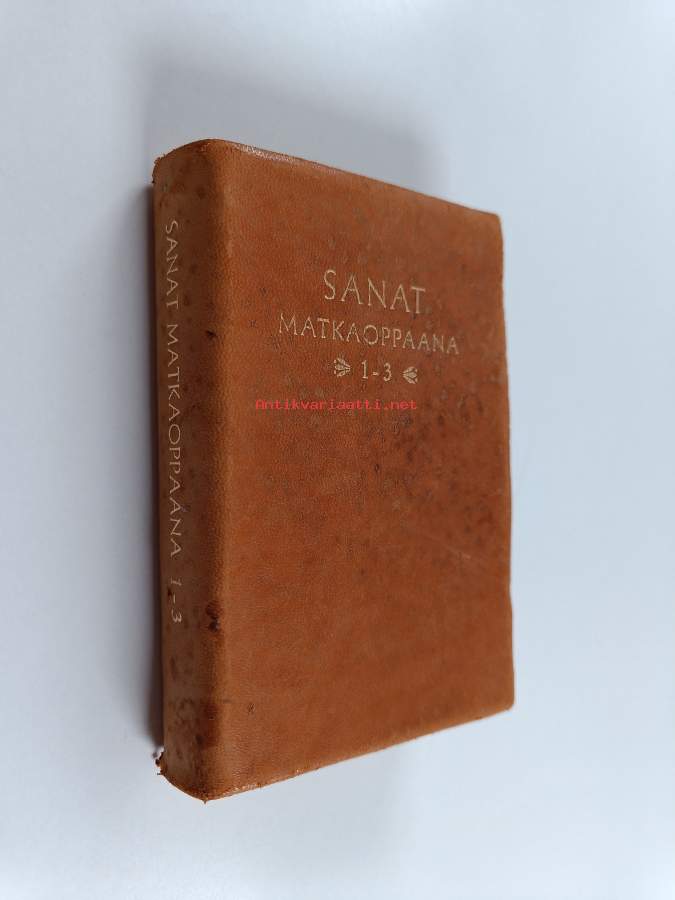 SANAT MATKAOPPAANA 1-3
SANAT
MATKAOPPAANA
1-3
Antikvariaatti.net